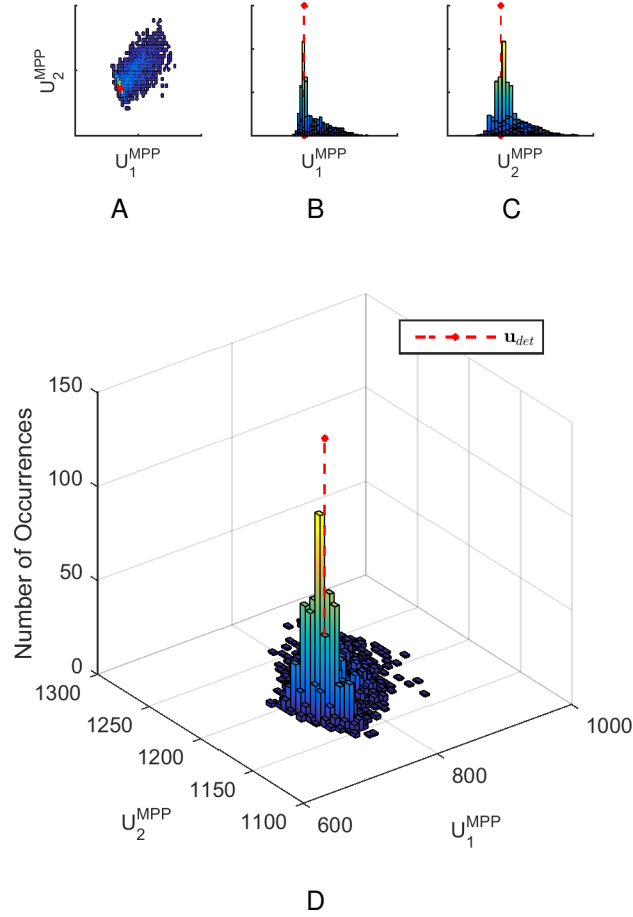 U₂ᴹᴾᴾ
U₁ᴹᴾᴾ
U₁ᴹᴾᴾ
U₂ᴹᴾᴾ
A
B
C
u_det
Number of Occurrences
150
100
50
0
1300
1250
1200
1150
1100
600
800
1000
U₂ᴹᴾᴾ
U₁ᴹᴾᴾ
D